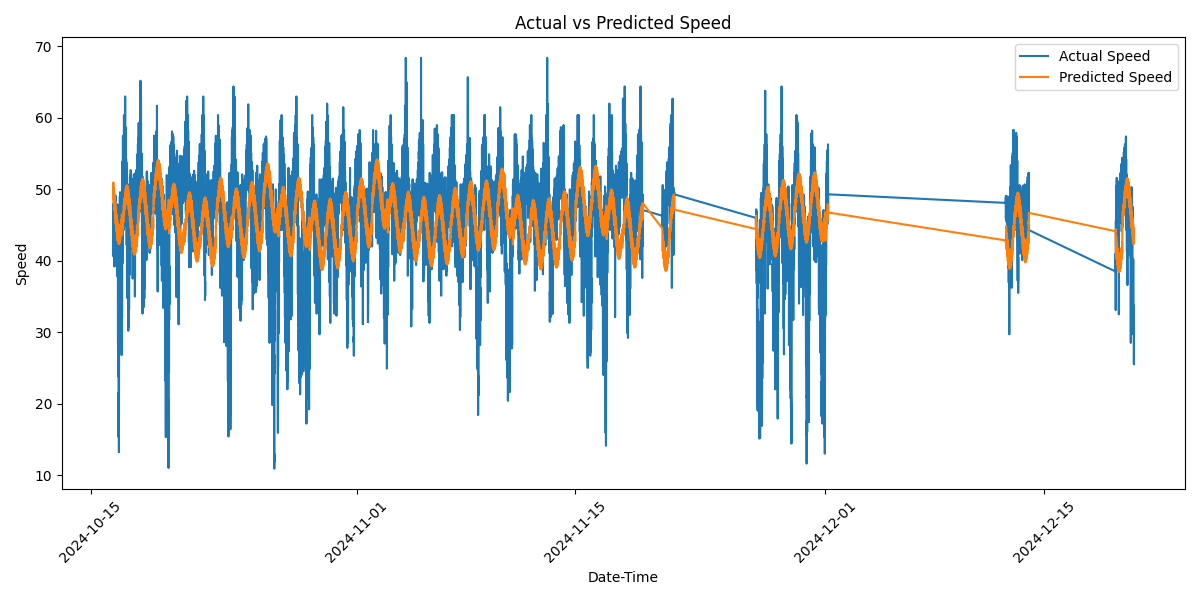 Actual vs Predicted Speed
Actual Speed
Predicted Speed
Speed
70
60
50
40
30
20
10
2024-10-15
2024-11-01
2024-11-15
2024-12-01
2024-12-15
Date-Time